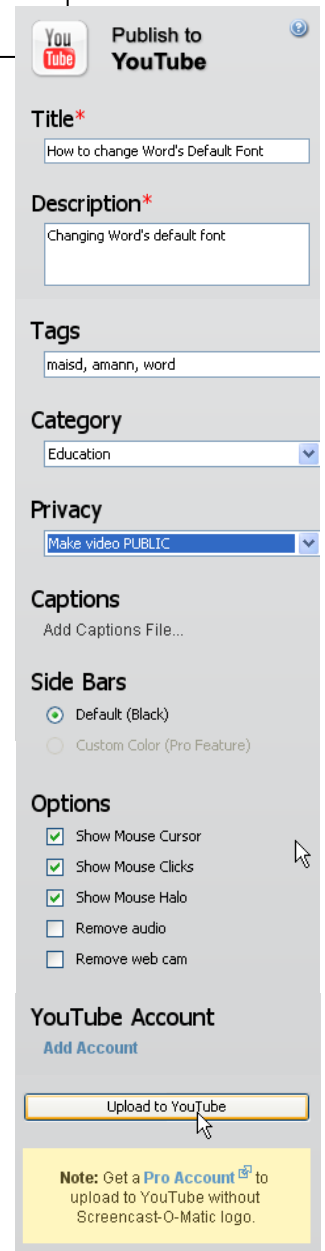 You
Tube
Publish to
YouTube
Title*
How to change Word's Default Font
Description*
Changing Word's default font
Tags
maisd, amann, word
Category
Education
Privacy
Make video PUBLIC
Captions
Add Captions File...
Side Bars
Default (Black)
Custom Color (Pro Feature)
Options
Show Mouse Cursor
Show Mouse Clicks
Show Mouse Halo
Remove audio
Remove web cam
YouTube Account
Add Account
Upload to YouTube
Note: Get a Pro Account to
upload to YouTube without
Screencast-O-Matic logo.